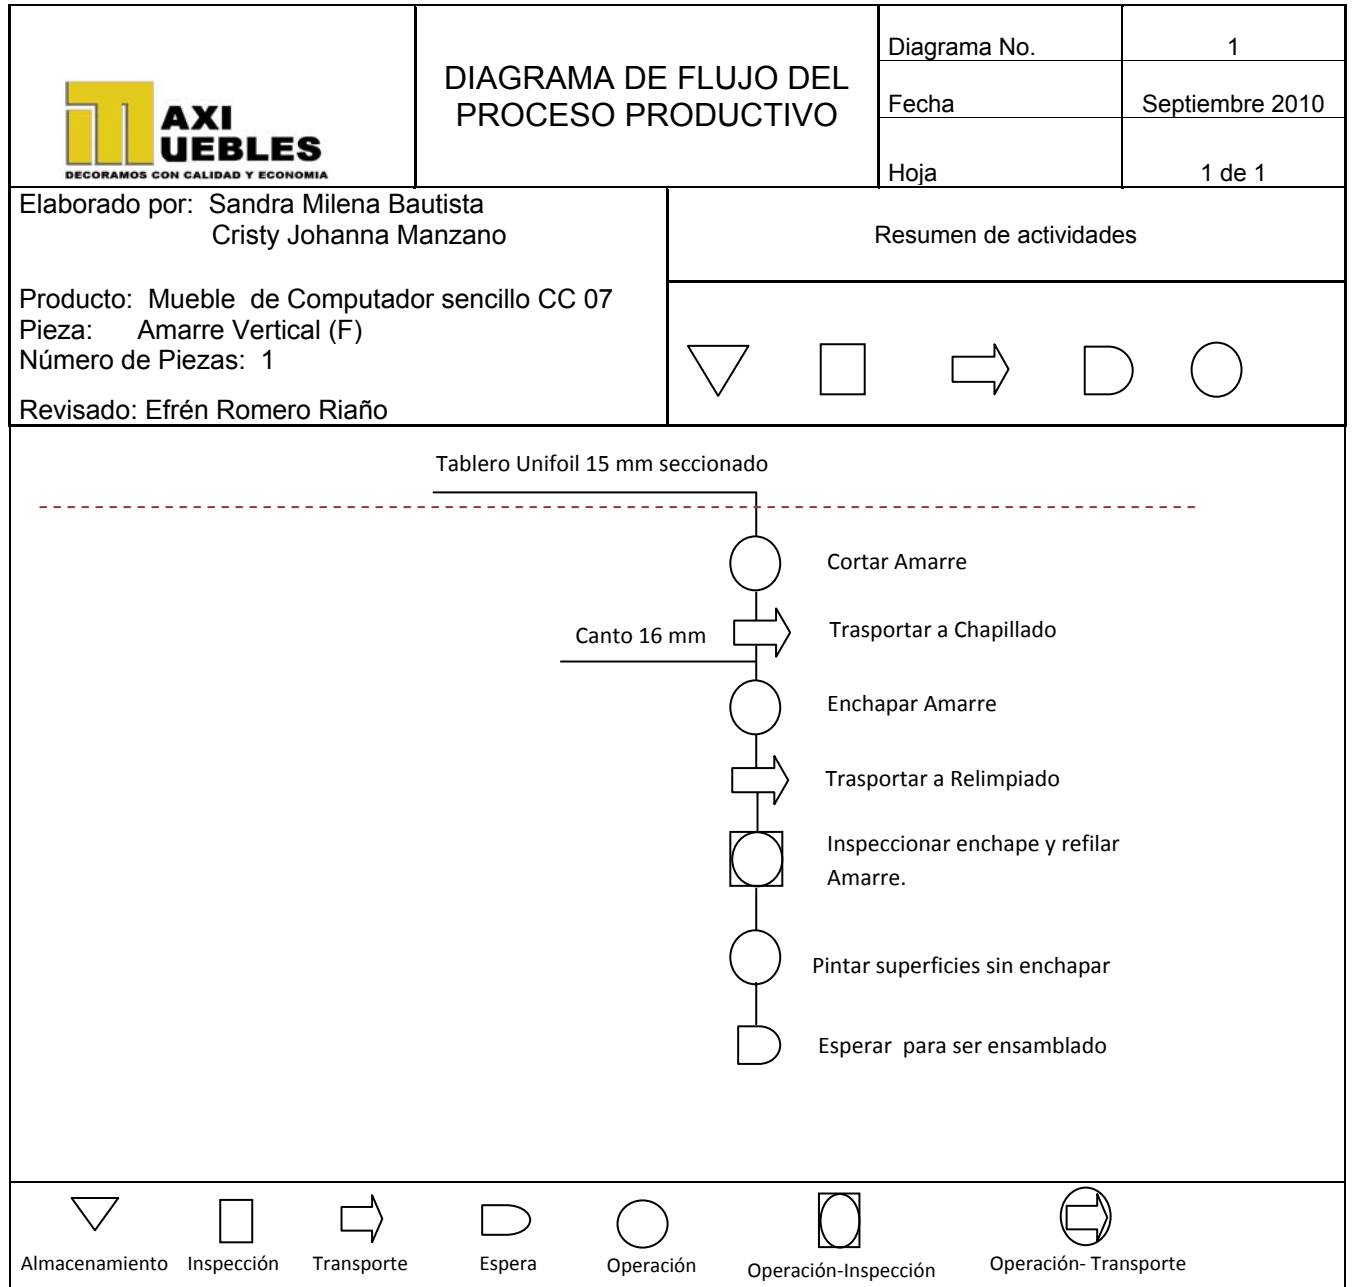 AXI
UEBLES
DECORAMOS CON CALIDAD Y ECONOMIA
DIAGRAMA DE FLUJO DEL
PROCESO PRODUCTIVO
Diagrama No. 1
Fecha Septiembre 2010
Hoja 1 de 1
Elaborado por: Sandra Milena Bautista
Cristy Johanna Manzano
Producto: Mueble de Computador sencillo CC 07
Pieza: Amarre Vertical (F)
Número de Piezas: 1
Revisado: Efrén Romero Riaño
Resumen de actividades
Tablero Unifoil 15 mm seccionado
Cortar Amarre
Trasportar a Chapillado
Canto 16 mm
Enchapar Amarre
Trasportar a Relimpiado
Inspeccionar enchape y refilar
Amarre.
Pintar superficies sin enchapar
Esperar para ser ensamblado
Almacenamiento Inspección Transporte Espera Operación Operación-Inspección Operación- Transporte